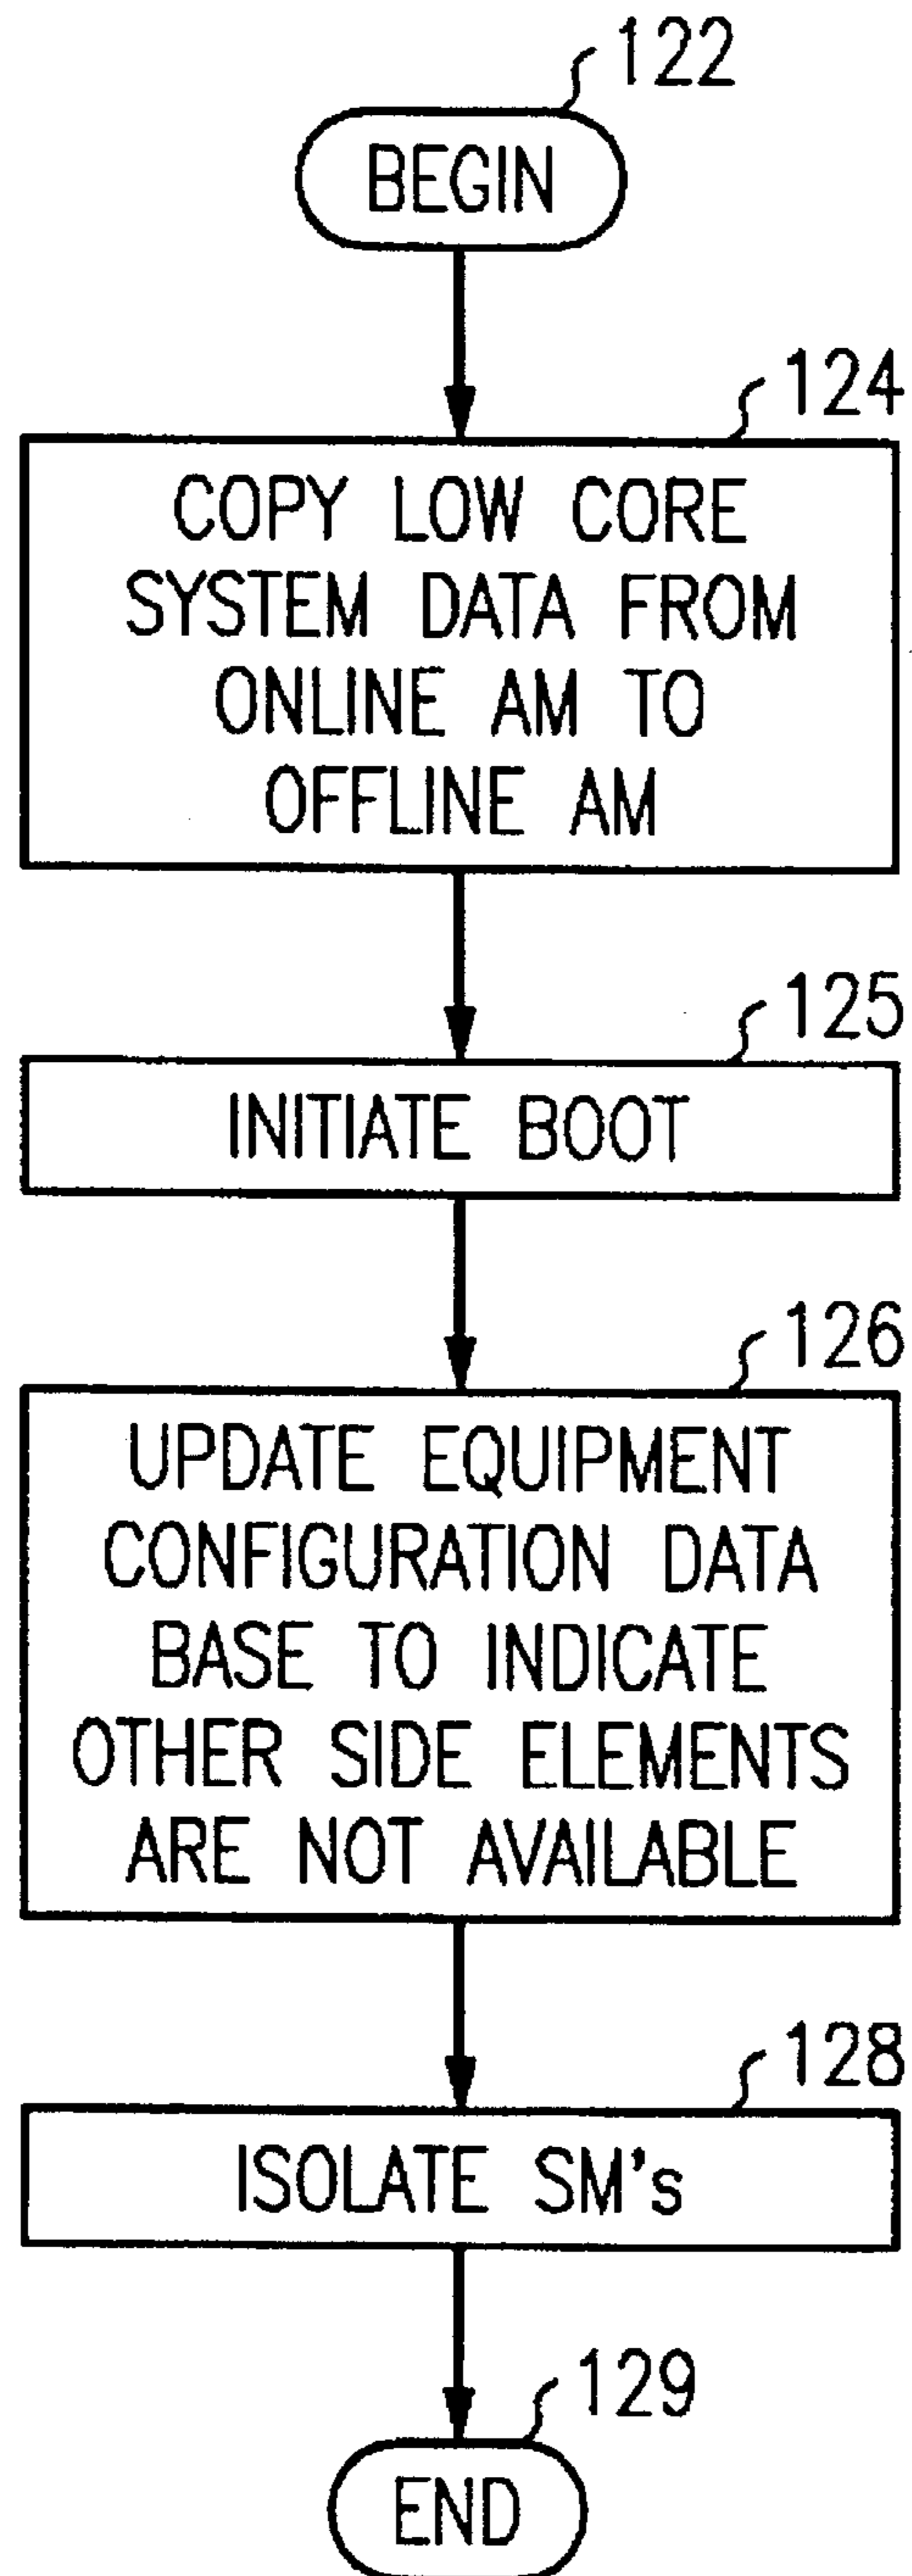 122
BEGIN
124
COPY LOW CORE
SYSTEM DATA FROM
ONLINE AM TO
OFFLINE AM
125
INITIATE BOOT
126
UPDATE EQUIPMENT
CONFIGURATION DATA
BASE TO INDICATE
OTHER SIDE ELEMENTS
ARE NOT AVAILABLE
128
ISOLATE SM's
129
END